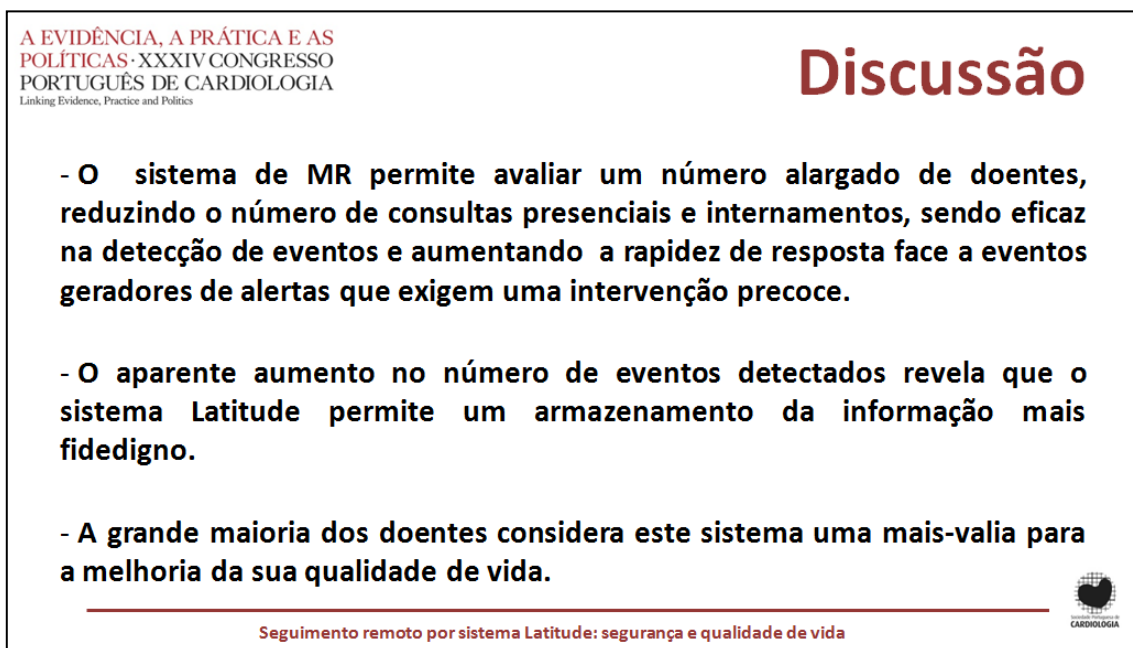 A EVIDÊNCIA, A PRÁTICA E AS
POLÍTICAS · XXXIV CONGRESSO
PORTUGUÊS DE CARDIOLOGIA
Linking Evidence, Practice and Politics
Discussão
- O sistema de MR permite avaliar um número alargado de doentes,
reduzindo o número de consultas presenciais e internamentos, sendo eficaz
na detecção de eventos e aumentando a rapidez de resposta face a eventos
geradores de alertas que exigem uma intervenção precoce.
- O aparente aumento no número de eventos detectados revela que o
sistema Latitude permite um armazenamento da informação mais
fidedigno.
- A grande maioria dos doentes considera este sistema uma mais-valia para
a melhoria da sua qualidade de vida.
Sociedade Portuguesa de
CARDIOLOGIA
Seguimento remoto por sistema Latitude: segurança e qualidade de vida